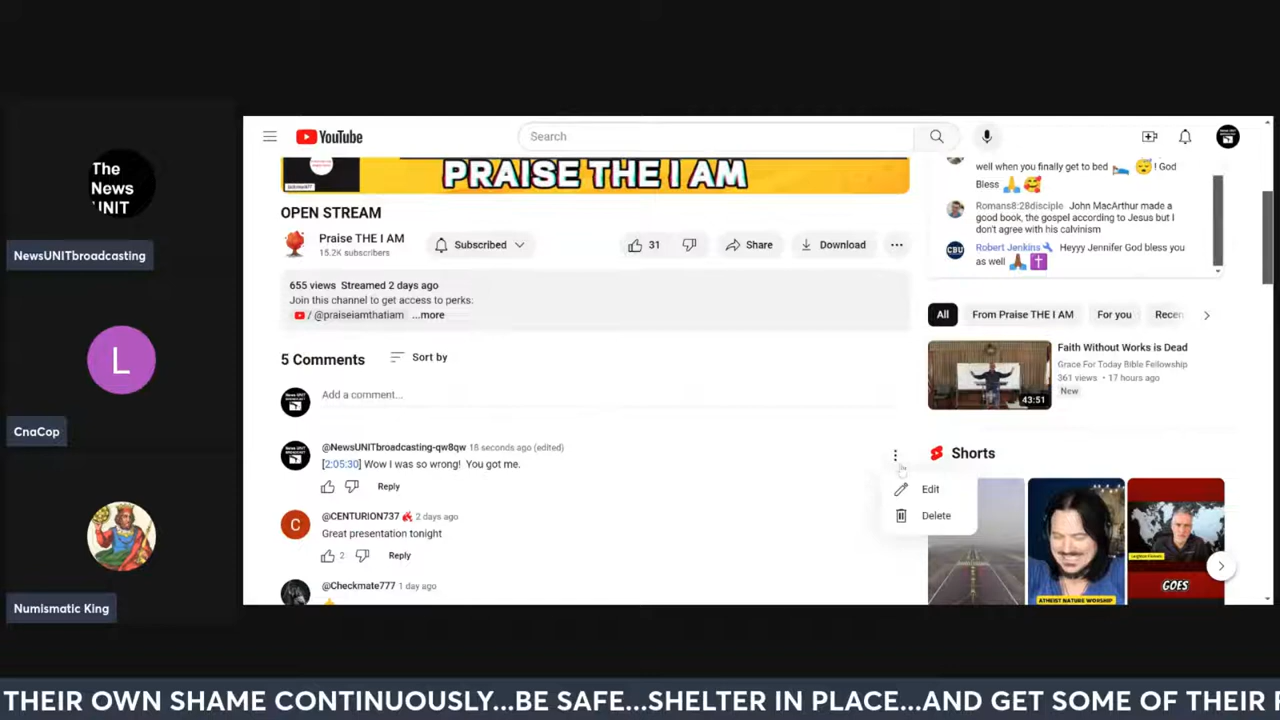 The
News
UNIT
NewsUNITbroadcasting
L
CnaCop
Numismatic King
YouTube
Search
PRAISE THE I AM
OPEN STREAM
Praise THE I AM
15.2K subscribers
Subscribed
31
Share
Download
655 views Streamed 2 days ago
Join this channel to get access to perks:
/ @praiseiamthatiam ...more
5 Comments
Sort by
Add a comment...
@NewsUNITbroadcasting-qw8qw 18 seconds ago (edited)
[2:05:30] Wow I was so wrong! You got me.
Reply
C
@CENTURION737 🔥 2 days ago
Great presentation tonight
2
Reply
@Checkmate777 1 day ago
Edit
Delete
well when you finally get to bed 🛌 😴 ! God
Bless 🙏 🥰
Romans8:28disciple John MacArthur made a
good book, the gospel according to Jesus but I
don't agree with his calvinism
CBU
Robert Jenkins🔧 Heyyy Jennifer God bless you
as well 🙏🏾 ✝️
All
From Praise THE I AM
For you
Recen
Faith Without Works is Dead
Grace For Today Bible Fellowship
361 views • 17 hours ago
New
43:51
Shorts
ATHEIST NATURE WORSHIP
GOES
THEIR OWN SHAME CONTINUOUSLY...BE SAFE...SHELTER IN PLACE...AND GET SOME OF THEIR